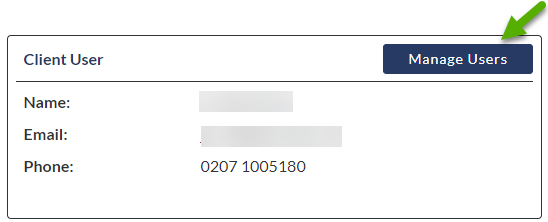 Client User
Manage Users
Name:
Email:
Phone: 0207 1005180